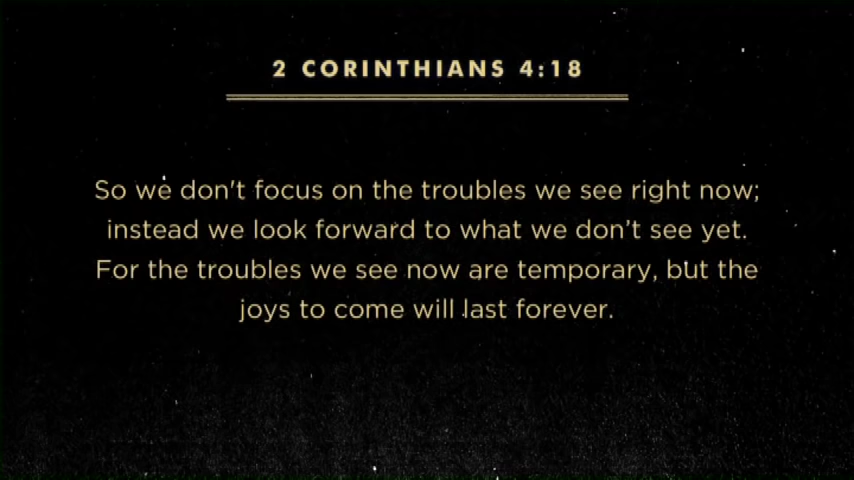 2 CORINTHIANS 4:18
So we don't focus on the troubles we see right now;
instead we look forward to what we don't see yet.
For the troubles we see now are temporary, but the
joys to come will last forever.